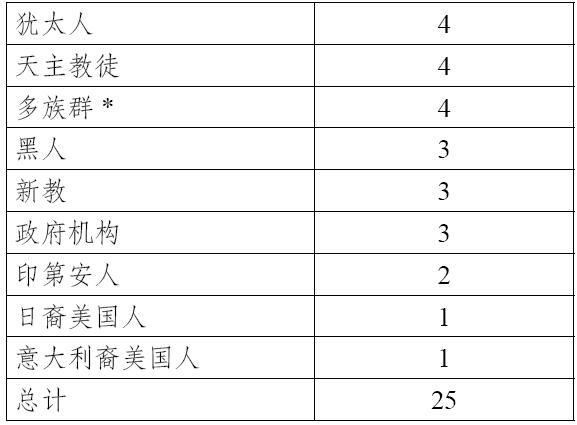 犹太人 4
天主教徒 4
多族群 * 4
黑人 3
新教 3
政府机构 3
印第安人 2
日裔美国人 1
意大利裔美国人 1
总计 25